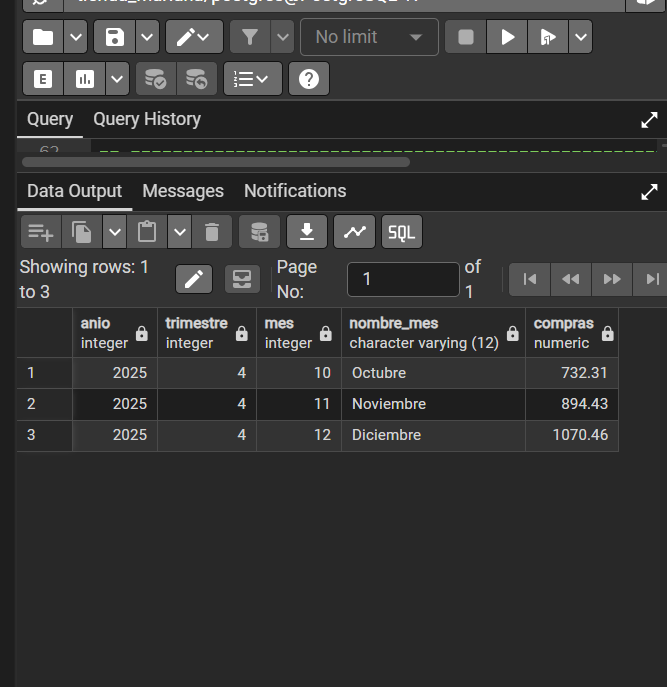 No limit
E
Query Query History
62
Data Output Messages Notifications
SQL
Showing rows: 1 to 3
Page No: 1 of 1
anio integer trimestre integer mes integer nombre_mes character varying (12) compras numeric
1 2025 4 10 Octubre 732.31
2 2025 4 11 Noviembre 894.43
3 2025 4 12 Diciembre 1070.46